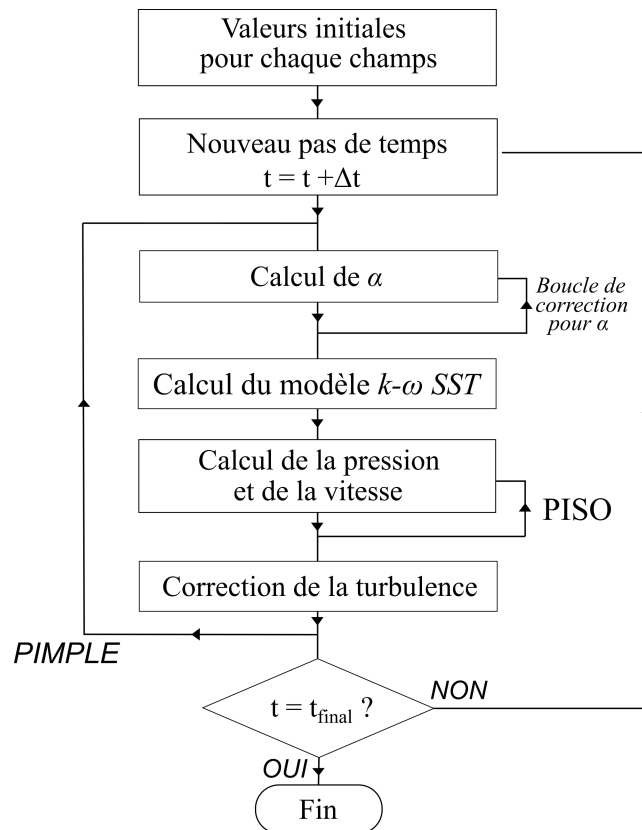 Valeurs initiales
pour chaque champs
Nouveau pas de temps
t = t +Δt
Calcul de α
Boucle de
correction
pour α
Calcul du modèle k-ω SST
Calcul de la pression
et de la vitesse
PISO
Correction de la turbulence
PIMPLE
t = t_final ?
NON
OUI
Fin